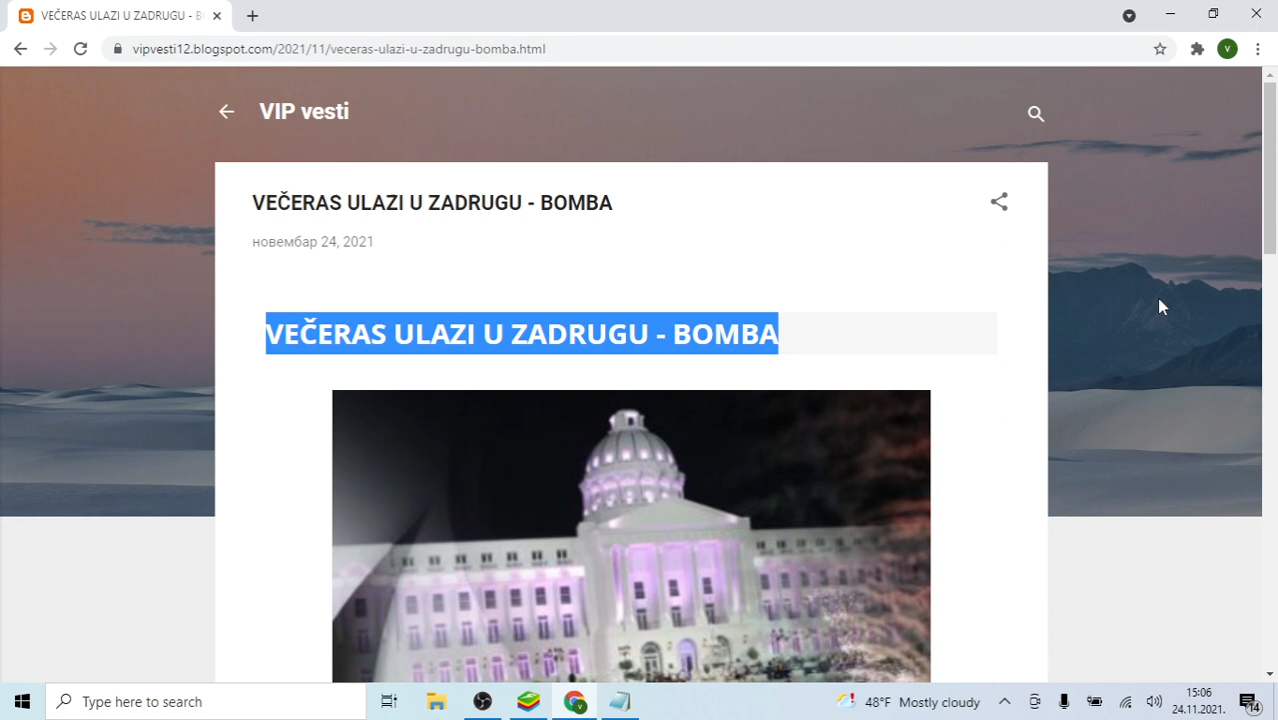 VEČERAS ULAZI U ZADRUGU - B
vipvesti12.blogspot.com/2021/11/veceras-ulazi-u-zadrugu-bomba.html
V
VIP vesti
VEČERAS ULAZI U ZADRUGU - BOMBA
новембар 24, 2021
VEČERAS ULAZI U ZADRUGU - BOMBA
Type here to search
V
48°F Mostly cloudy
15:06
24.11.2021.
14